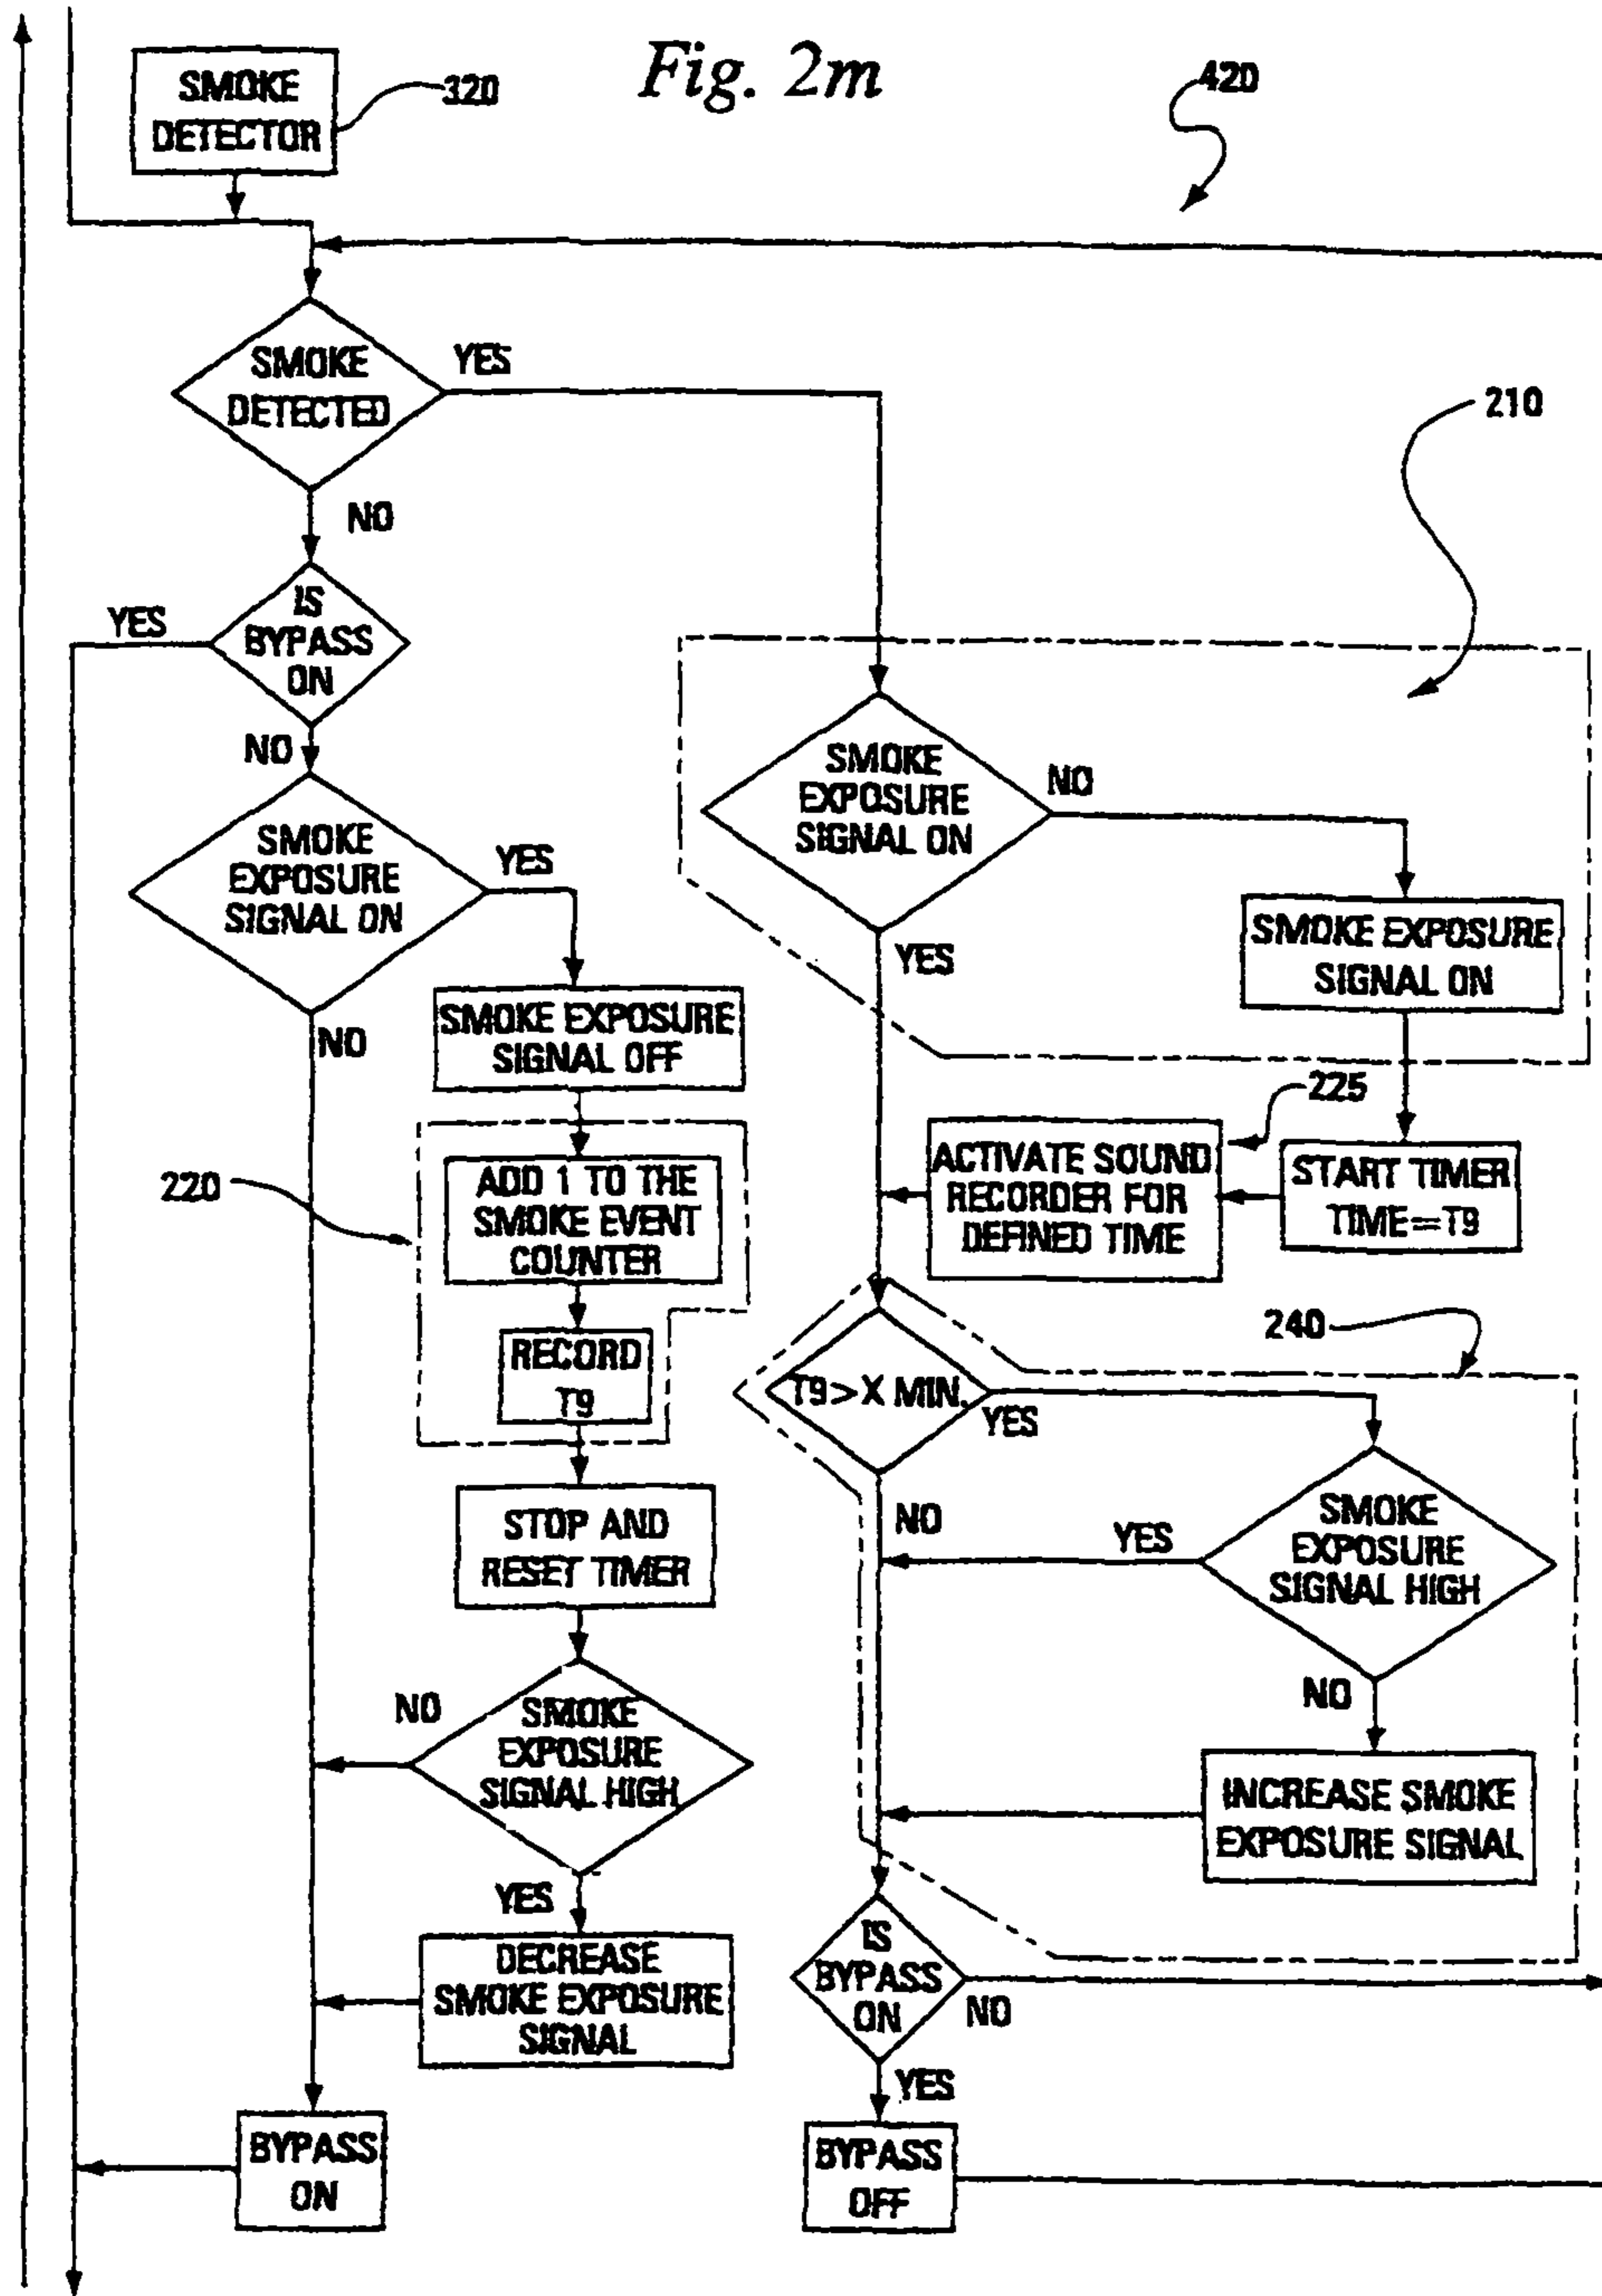 Fig. 2m
SMOKE
DETECTOR
320
420
SMOKE
DETECTED
YES
NO
210
IS
BYPASS
ON
YES
NO
SMOKE
EXPOSURE
SIGNAL ON
YES
NO
SMOKE EXPOSURE
SIGNAL OFF
220
ADD 1 TO THE
SMOKE EVENT
COUNTER
RECORD
T9
STOP AND
RESET TIMER
SMOKE
EXPOSURE
SIGNAL HIGH
NO
YES
DECREASE
SMOKE EXPOSURE
SIGNAL
BYPASS
ON
SMOKE
EXPOSURE
SIGNAL ON
NO
YES
SMOKE EXPOSURE
SIGNAL ON
225
START TIMER
TIME=T9
ACTIVATE SOUND
RECORDER FOR
DEFINED TIME
240
T9>X MIN.
YES
NO
SMOKE
EXPOSURE
SIGNAL HIGH
YES
NO
INCREASE SMOKE
EXPOSURE SIGNAL
IS
BYPASS
ON
NO
YES
BYPASS
OFF